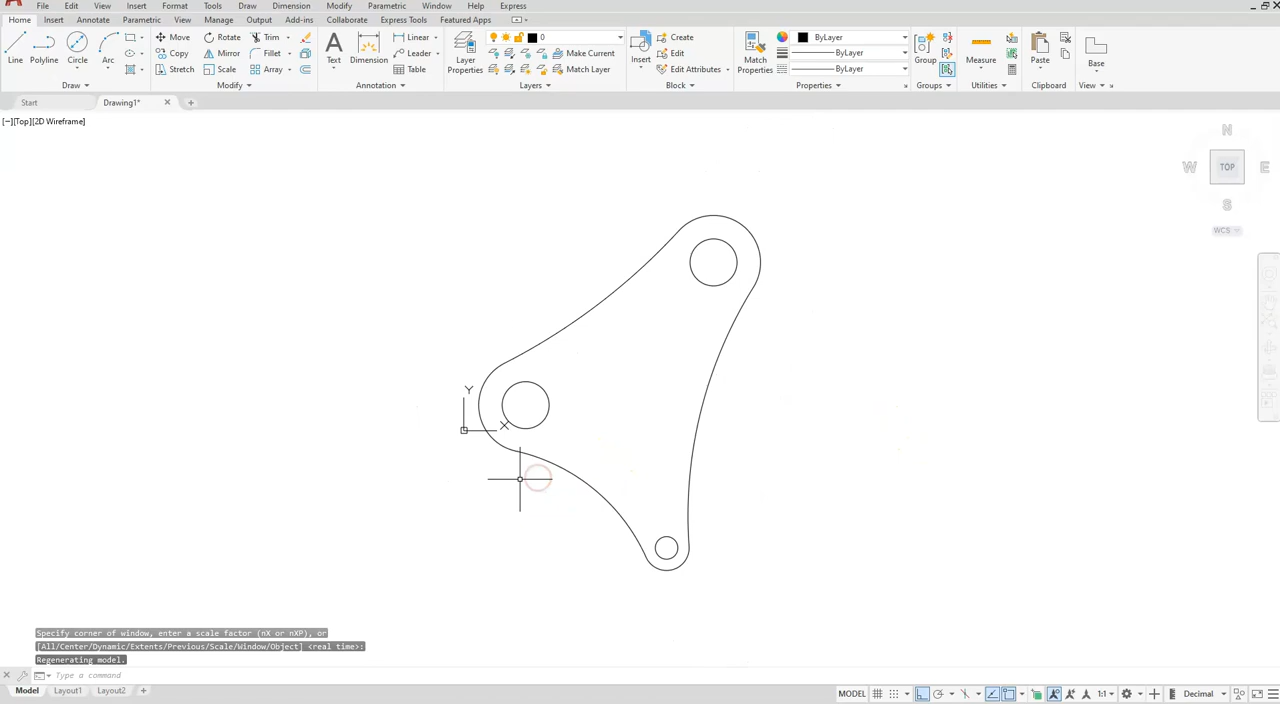 File Edit View Insert Format Tools Draw Dimension Modify Parametric Window Help Express
Home Insert Annotate Parametric View Manage Output Add-ins Collaborate Express Tools Featured Apps
Line Polyline Circle Arc
Move Rotate Trim
Copy Mirror Fillet
Stretch Scale Array
Text Dimension
Linear
Leader
Table
Layer
Properties
0
Make Current
Match Layer
Insert
Create
Edit
Edit Attributes
Match
Properties
ByLayer
ByLayer
ByLayer
Group
Measure
Paste
Base
Draw Modify Annotation Layers Block Properties Groups Utilities Clipboard View
Start Drawing1*
[−][Top][2D Wireframe]
N
W TOP E
S
WCS
Y
X
Specify corner of window, enter a scale factor (nX or nXP), or
[All/Center/Dynamic/Extents/Previous/Scale/Window/Object] <real time>:
Regenerating model.
Type a command
Model Layout1 Layout2
MODEL 1:1 Decimal